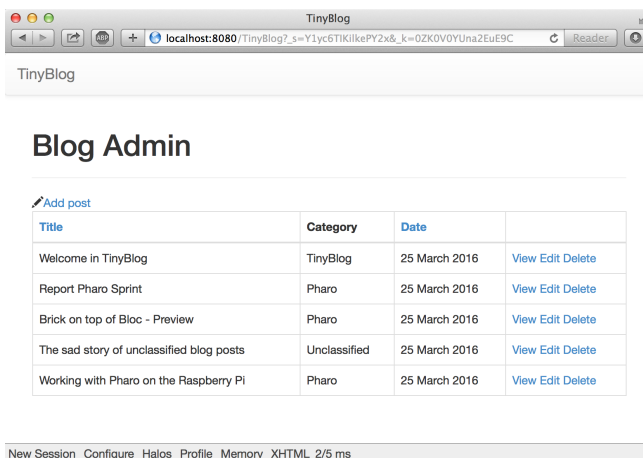 TinyBlog
ABP localhost:8080/TinyBlog?_s=Y1yc6TlKiIkePY2x&_k=0ZK0V0YUna2EuE9C Reader
TinyBlog
Blog Admin
Add post
Title Category Date
Welcome in TinyBlog TinyBlog 25 March 2016 View Edit Delete
Report Pharo Sprint Pharo 25 March 2016 View Edit Delete
Brick on top of Bloc - Preview Pharo 25 March 2016 View Edit Delete
The sad story of unclassified blog posts Unclassified 25 March 2016 View Edit Delete
Working with Pharo on the Raspberry Pi Pharo 25 March 2016 View Edit Delete
New Session Configure Halos Profile Memory XHTML 2/5 ms